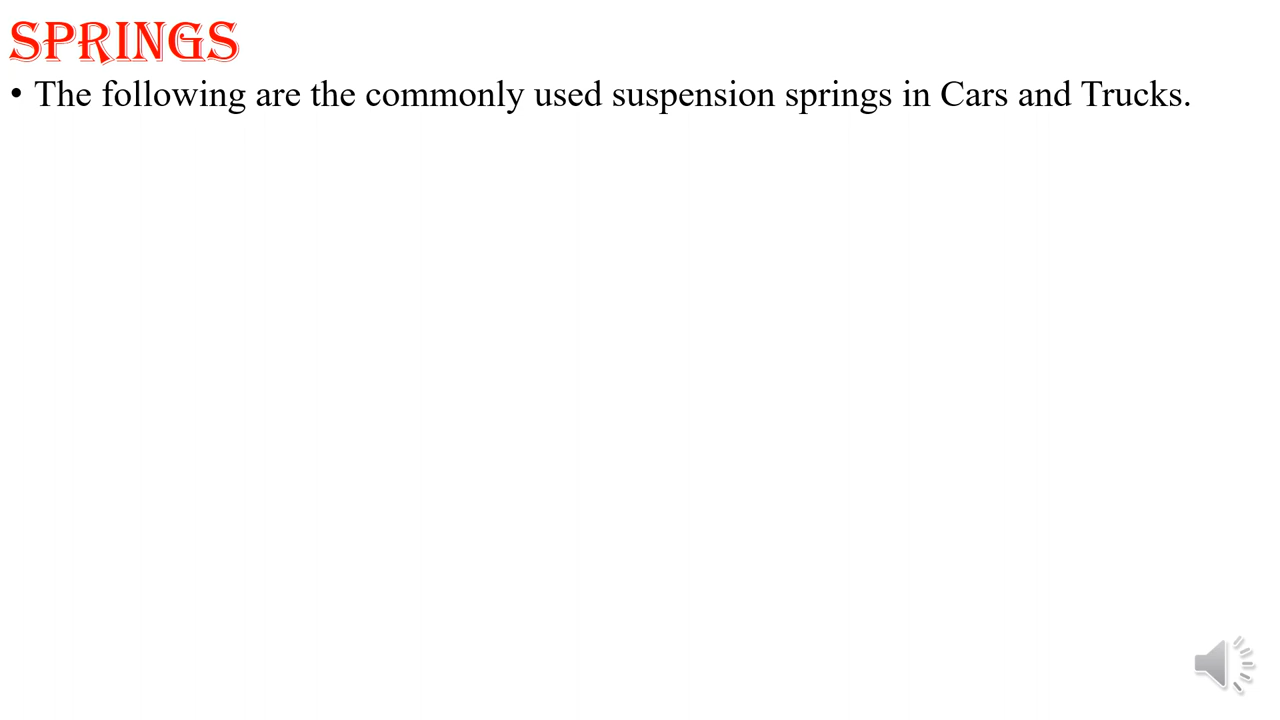 SPRINGS
• The following are the commonly used suspension springs in Cars and Trucks.